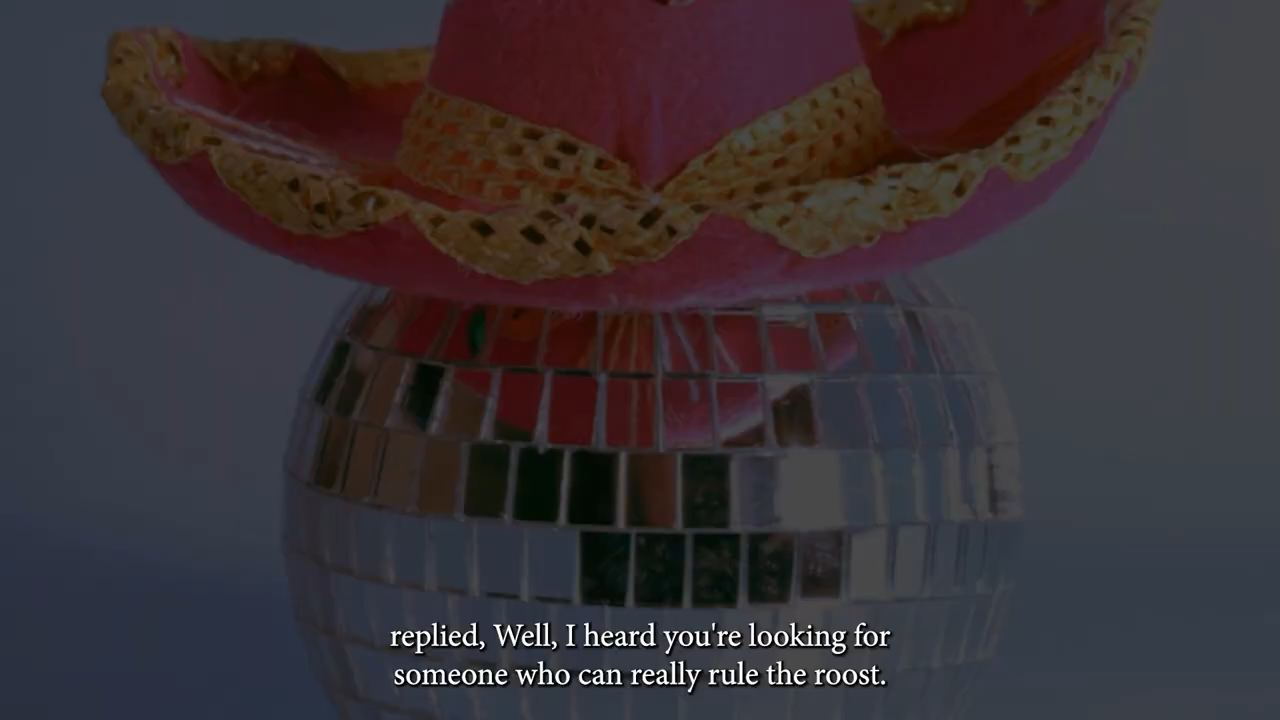 replied, Well, I heard you're looking for
someone who can really rule the roost.